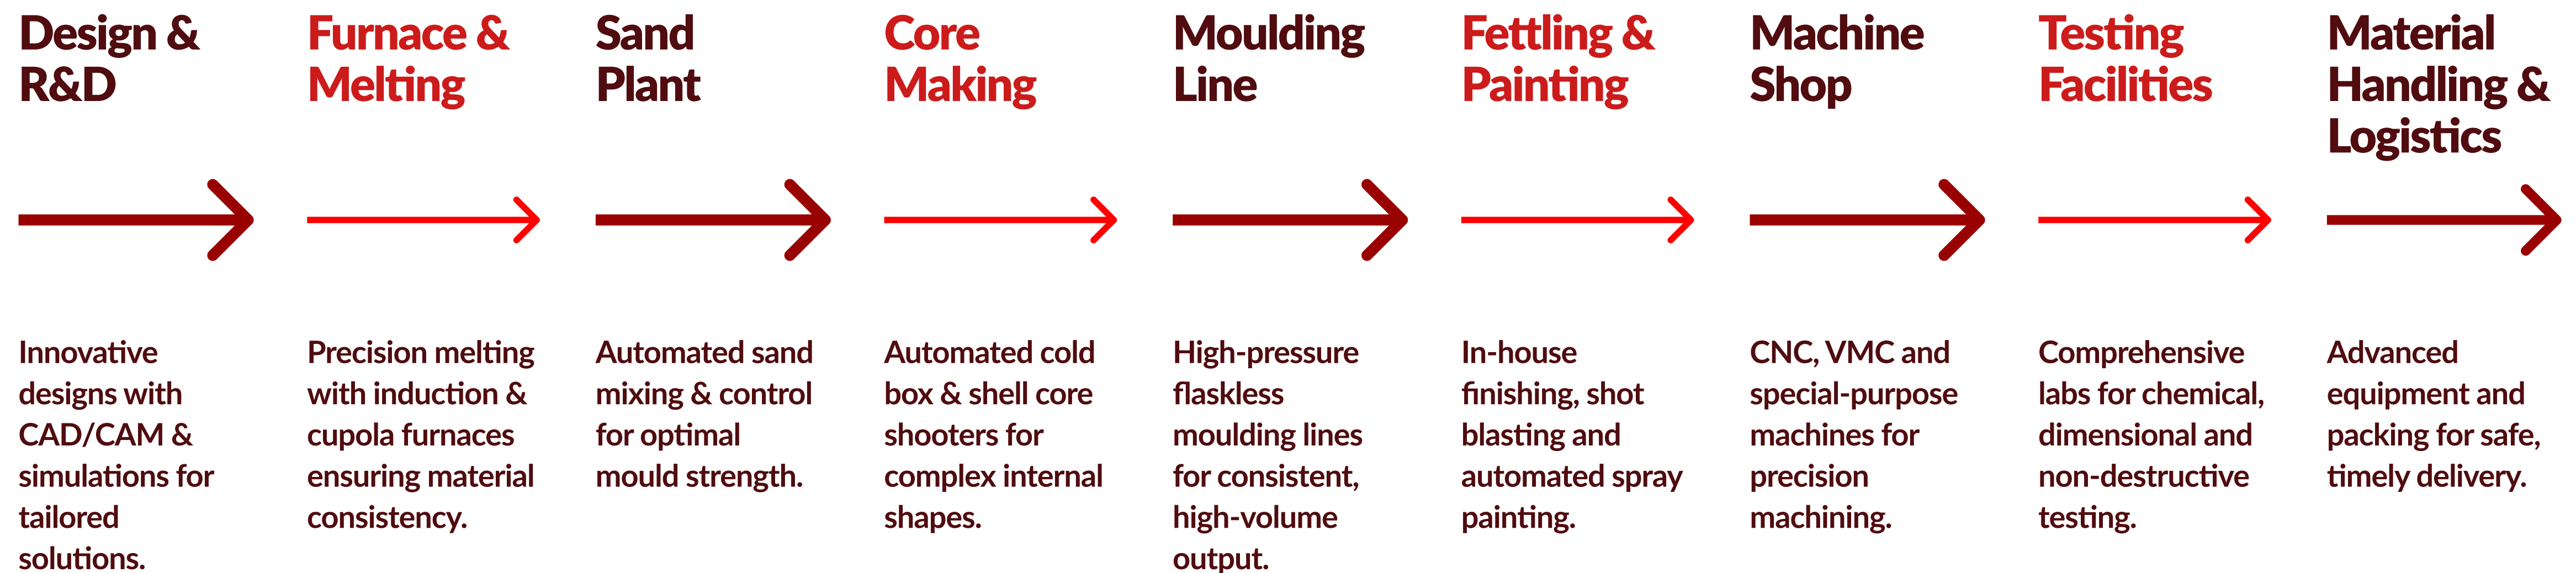 Design &
R&D
Furnace &
Melting
Sand
Plant
Core
Making
Moulding
Line
Fettling &
Painting
Machine
Shop
Testing
Facilities
Material
Handling &
Logistics
Innovative
designs with
CAD/CAM &
simulations for
tailored
solutions.
Precision melting
with induction &
cupola furnaces
ensuring material
consistency.
Automated sand
mixing & control
for optimal
mould strength.
Automated cold
box & shell core
shooters for
complex internal
shapes.
High-pressure
flaskless
moulding lines
for consistent,
high-volume
output.
In-house
finishing, shot
blasting and
automated spray
painting.
CNC, VMC and
special-purpose
machines for
precision
machining.
Comprehensive
labs for chemical,
dimensional and
non-destructive
testing.
Advanced
equipment and
packing for safe,
timely delivery.